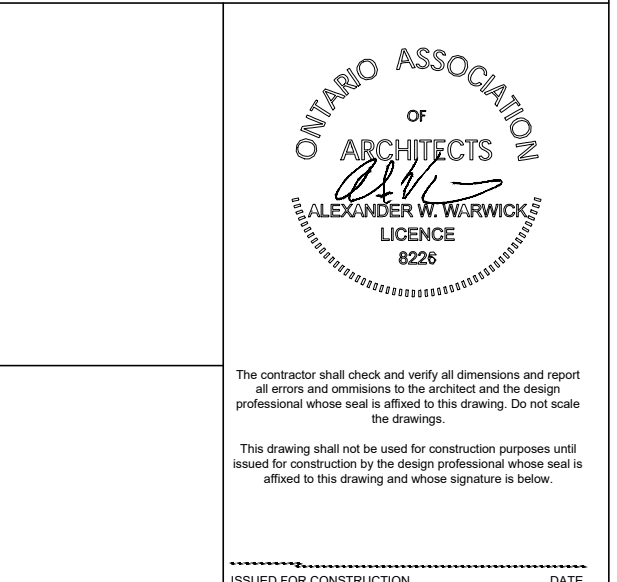 ONTARIO ASSOCIATION
OF
ARCHITECTS
ALEXANDER W. WARWICK
LICENCE
8226
The contractor shall check and verify all dimensions and report
all errors and ommisions to the architect and the design
professional whose seal is affixed to this drawing. Do not scale
the drawings.
This drawing shall not be used for construction purposes until
issued for construction by the design professional whose seal is
affixed to this drawing and whose signature is below.
ISSUED FOR CONSTRUCTION DATE